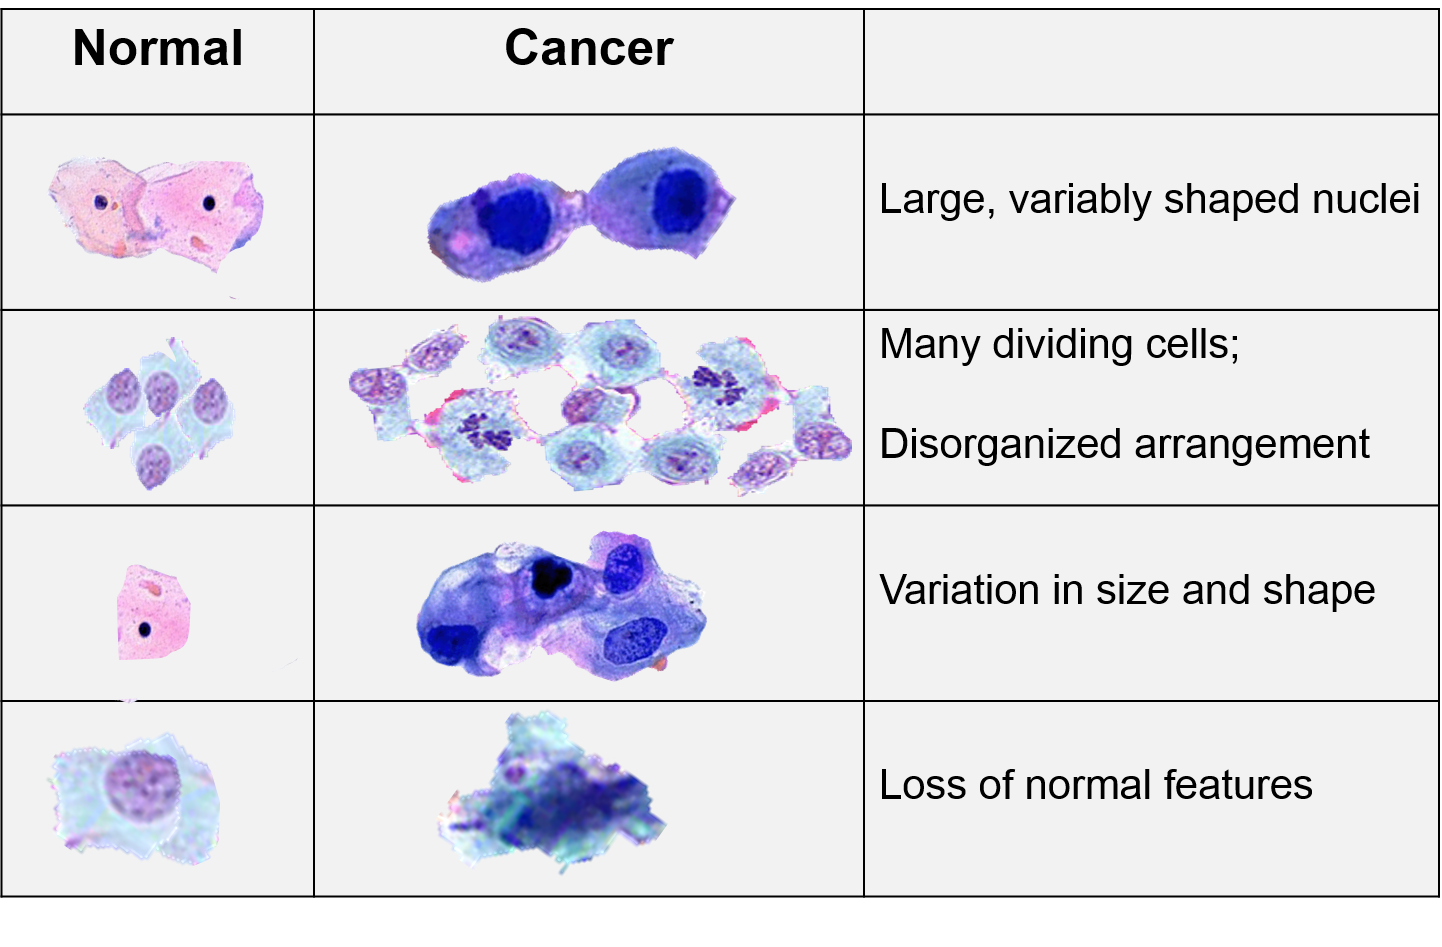 Normal
Cancer
Large, variably shaped nuclei
Many dividing cells;
Disorganized arrangement
Variation in size and shape
Loss of normal features